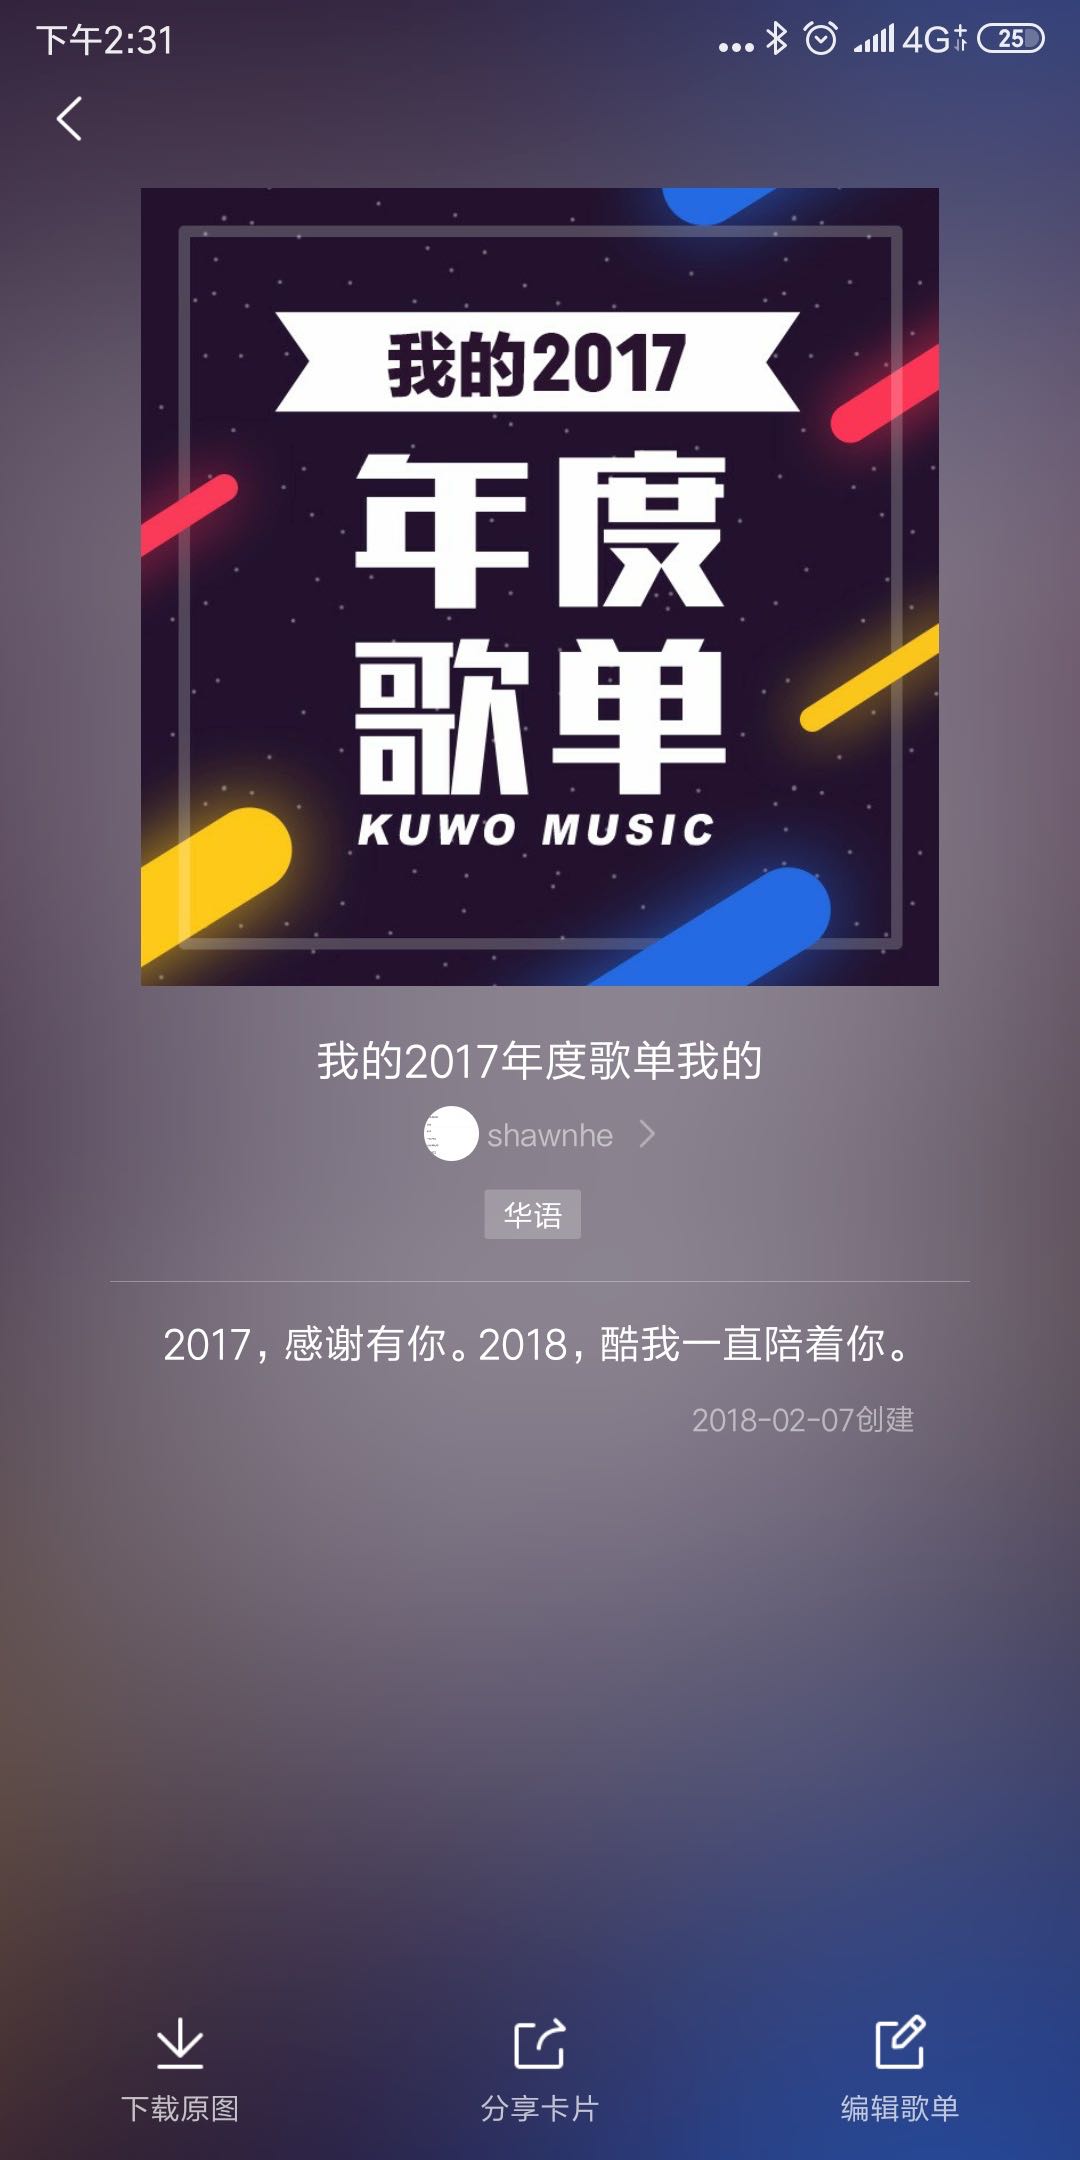 下午2:31
4G+
25
我的2017
年度
歌单
KUWO MUSIC
我的2017年度歌单我的
shawnhe
华语
2017，感谢有你。2018，酷我一直陪着你。
2018-02-07创建
下载原图
分享卡片
编辑歌单